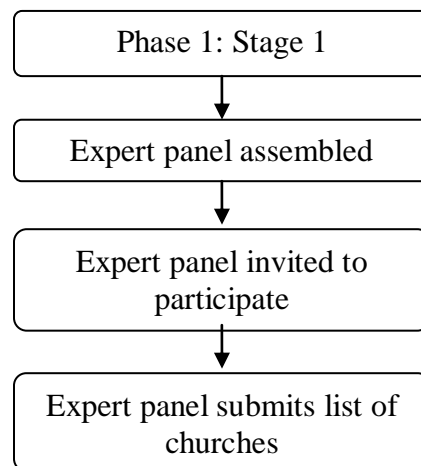 Phase 1: Stage 1
Expert panel assembled
Expert panel invited to
participate
Expert panel submits list of
churches